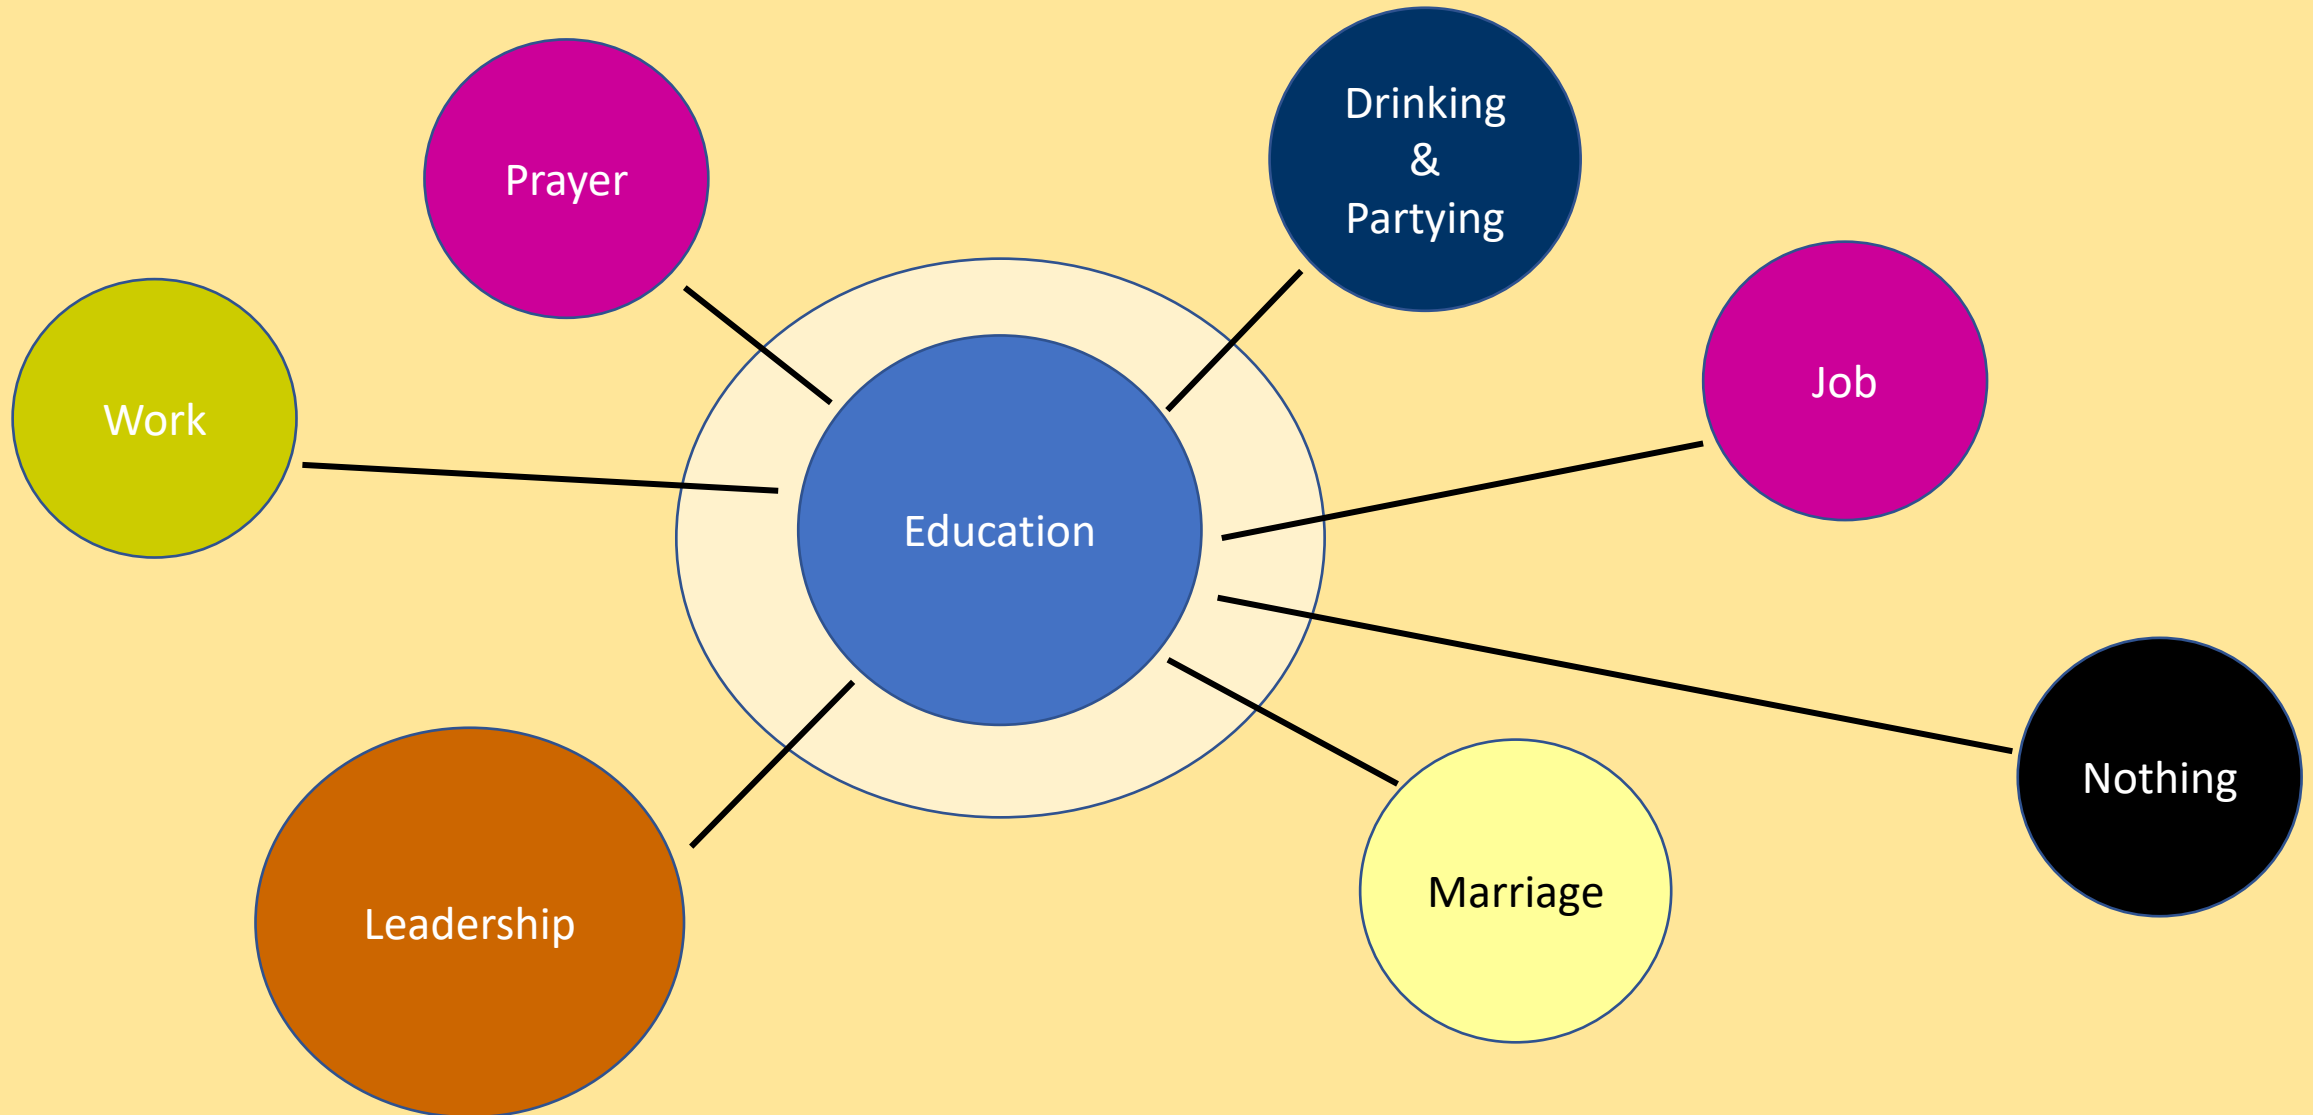 Drinking
&
Partying
Prayer
Job
Work
Education
Nothing
Marriage
Leadership